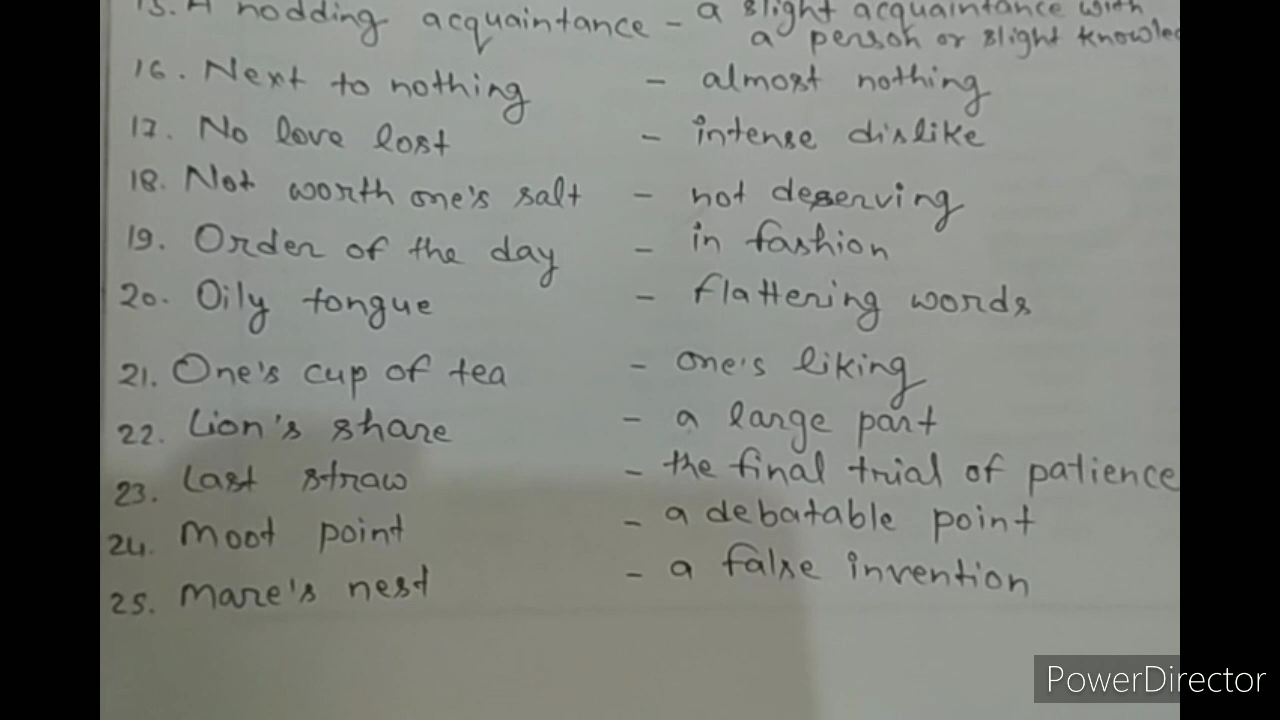 15. A nodding acquaintance - a slight acquaintance with
a person or slight
16. Next to nothing - almost nothing
17. No love lost - intense dislike
18. Not worth one's salt - not deserving
19. Order of the day - in fashion
20. Oily tongue - flattering words
21. One's cup of tea - one's liking
22. Lion's share - a large part
23. Last straw - the final trial of patience
24. Moot point - a debatable point
25. Mare's nest - a false invention
PowerDirector